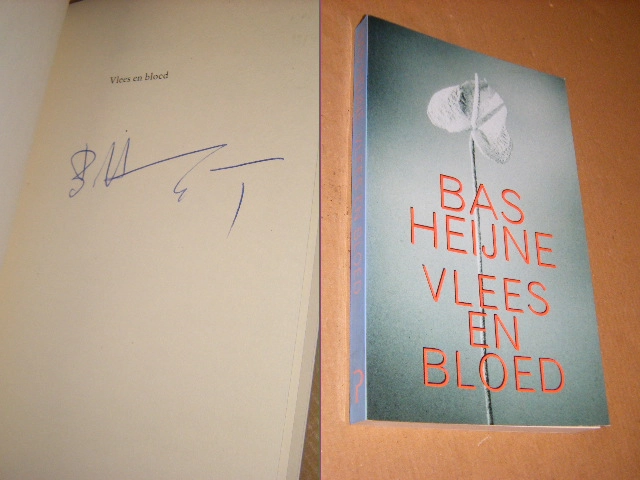 Vlees en bloed
BAS
HEIJNE
VLEES
EN
BLOED